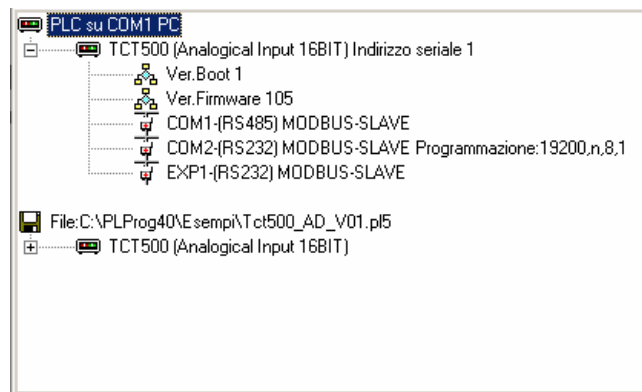 PLC su COM1 PC
TCT500 (Analogical Input 16BIT) Indirizzo seriale 1
Ver.Boot 1
Ver.Firmware 105
COM1-(RS485) MODBUS-SLAVE
COM2-(RS232) MODBUS-SLAVE Programmazione:19200,n,8,1
EXP1-(RS232) MODBUS-SLAVE
File:C:\PLProg40\Esempi\Tct500_AD_V01.pl5
TCT500 (Analogical Input 16BIT)